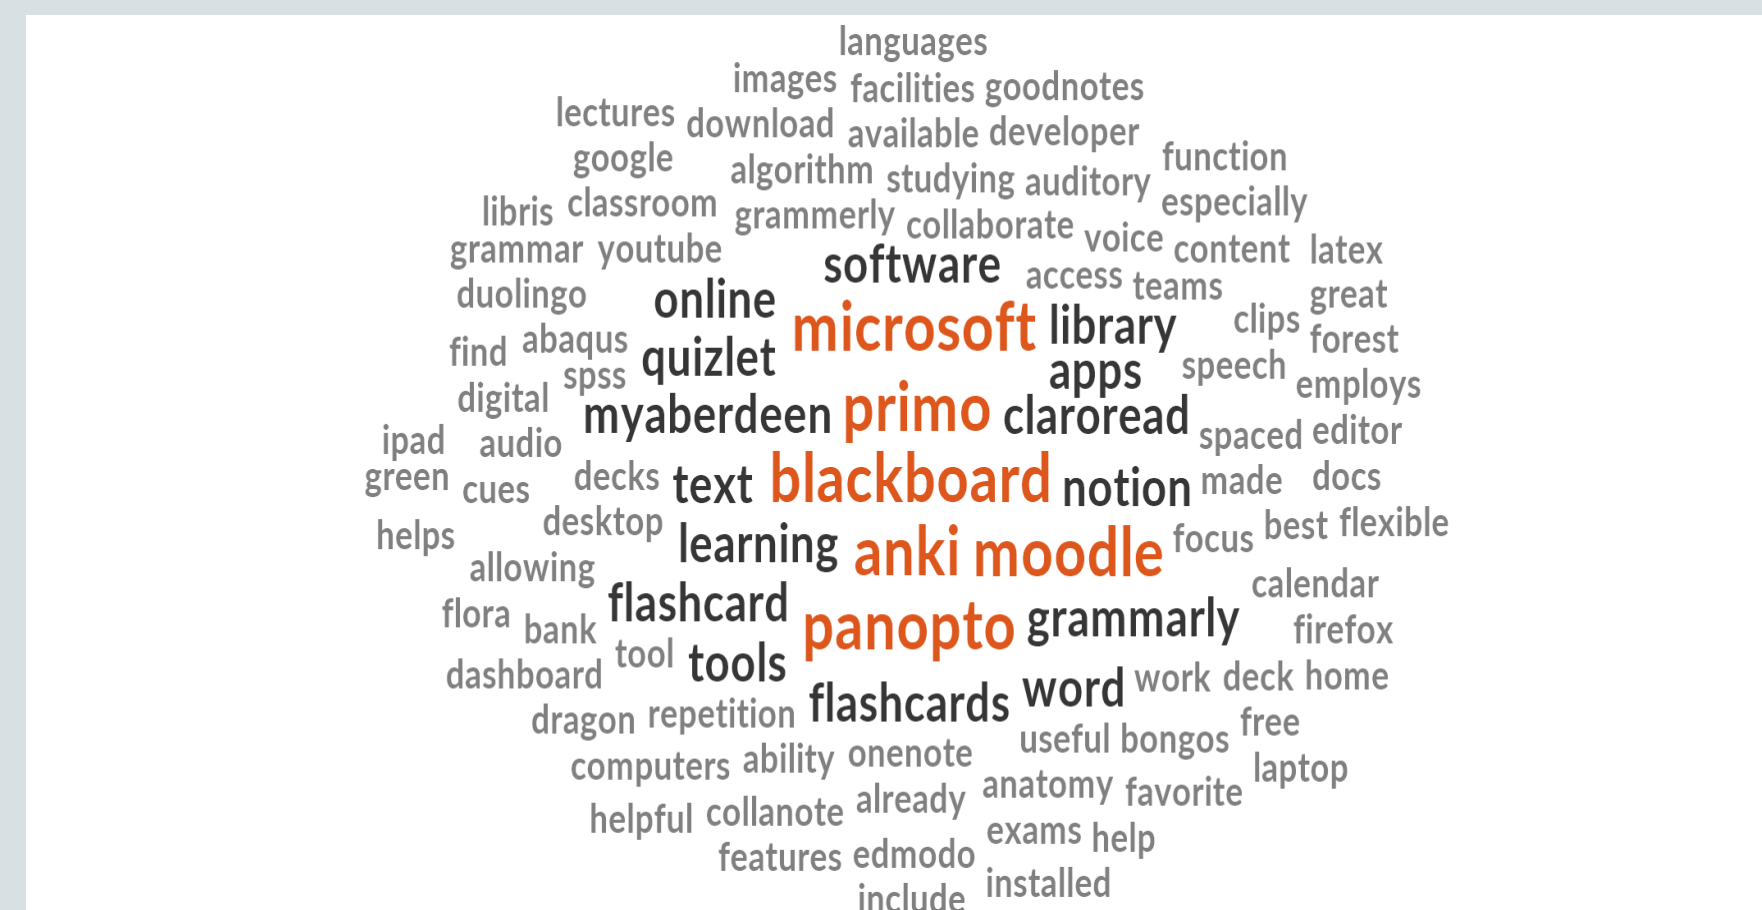 languages
images facilities goodnotes
lectures download available developer
google algorithm studying auditory function
libris classroom grammerly collaborate especially
grammar youtube software voice content latex
duolingo online access teams great
microsoft library clips
find abaqus quizlet apps speech forest
spss employs
digital myaberdeen primo claroread spaced editor
ipad audio
green cues decks text blackboard notion made docs
helps desktop learning anki moodle focus best flexible
allowing calendar
flora bank flashcard panopto grammarly firefox
dashboard tool tools word work deck home
dragon repetition flashcards useful bongos free
computers ability onenote anatomy favorite laptop
helpful collanote already exams help
features edmodo installed
include